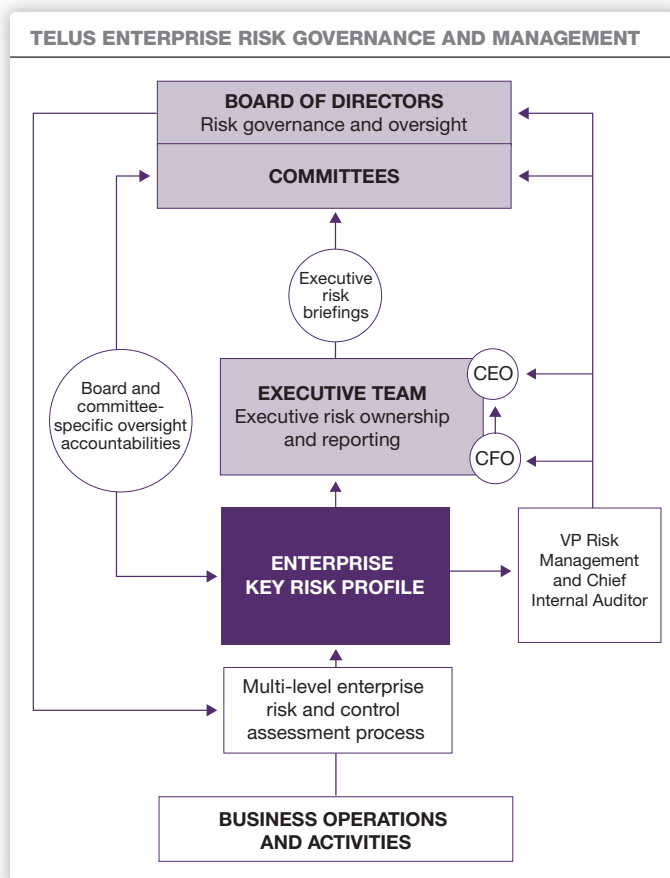 TELUS ENTERPRISE RISK GOVERNANCE AND MANAGEMENT
BOARD OF DIRECTORS
Risk governance and oversight
COMMITTEES
Executive
risk
briefings
Board and
committee-
specific oversight
accountabilities
EXECUTIVE TEAM
Executive risk ownership
and reporting
CEO
CFO
ENTERPRISE
KEY RISK PROFILE
VP Risk
Management
and Chief
Internal Auditor
Multi-level enterprise
risk and control
assessment process
BUSINESS OPERATIONS
AND ACTIVITIES